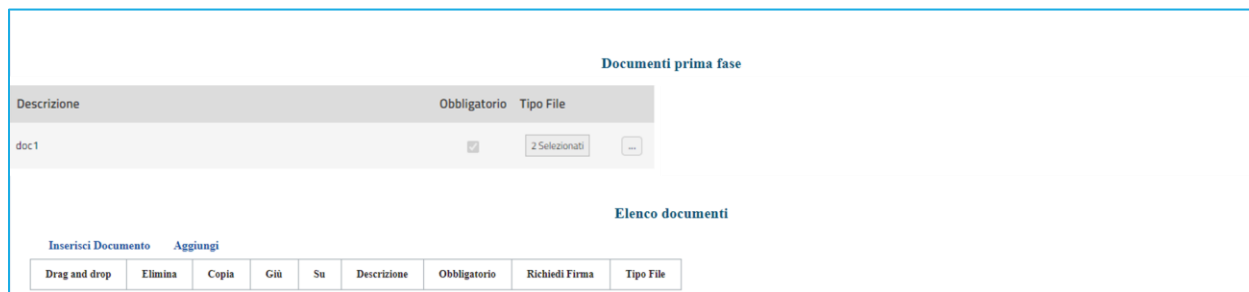 Documenti prima fase
Descrizione Obbligatorio Tipo File
doc1 2 Selezionati ...
Elenco documenti
Inserisci Documento Aggiungi
Drag and drop Elimina Copia Giù Su Descrizione Obbligatorio Richiedi Firma Tipo File